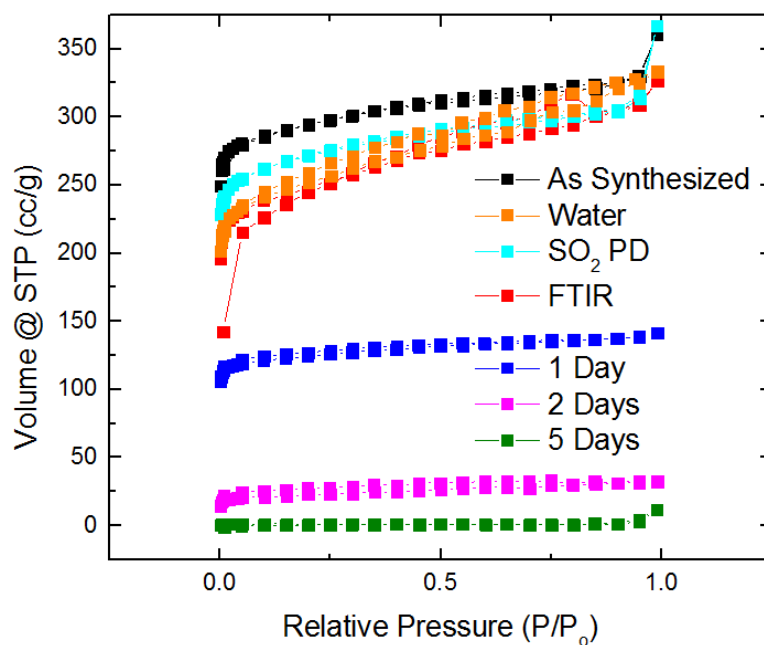 350
300
250
200
150
100
50
0
Volume @ STP (cc/g)
As Synthesized
Water
SO₂ PD
FTIR
1 Day
2 Days
5 Days
0.0 0.5 1.0
Relative Pressure (P/Pₒ)